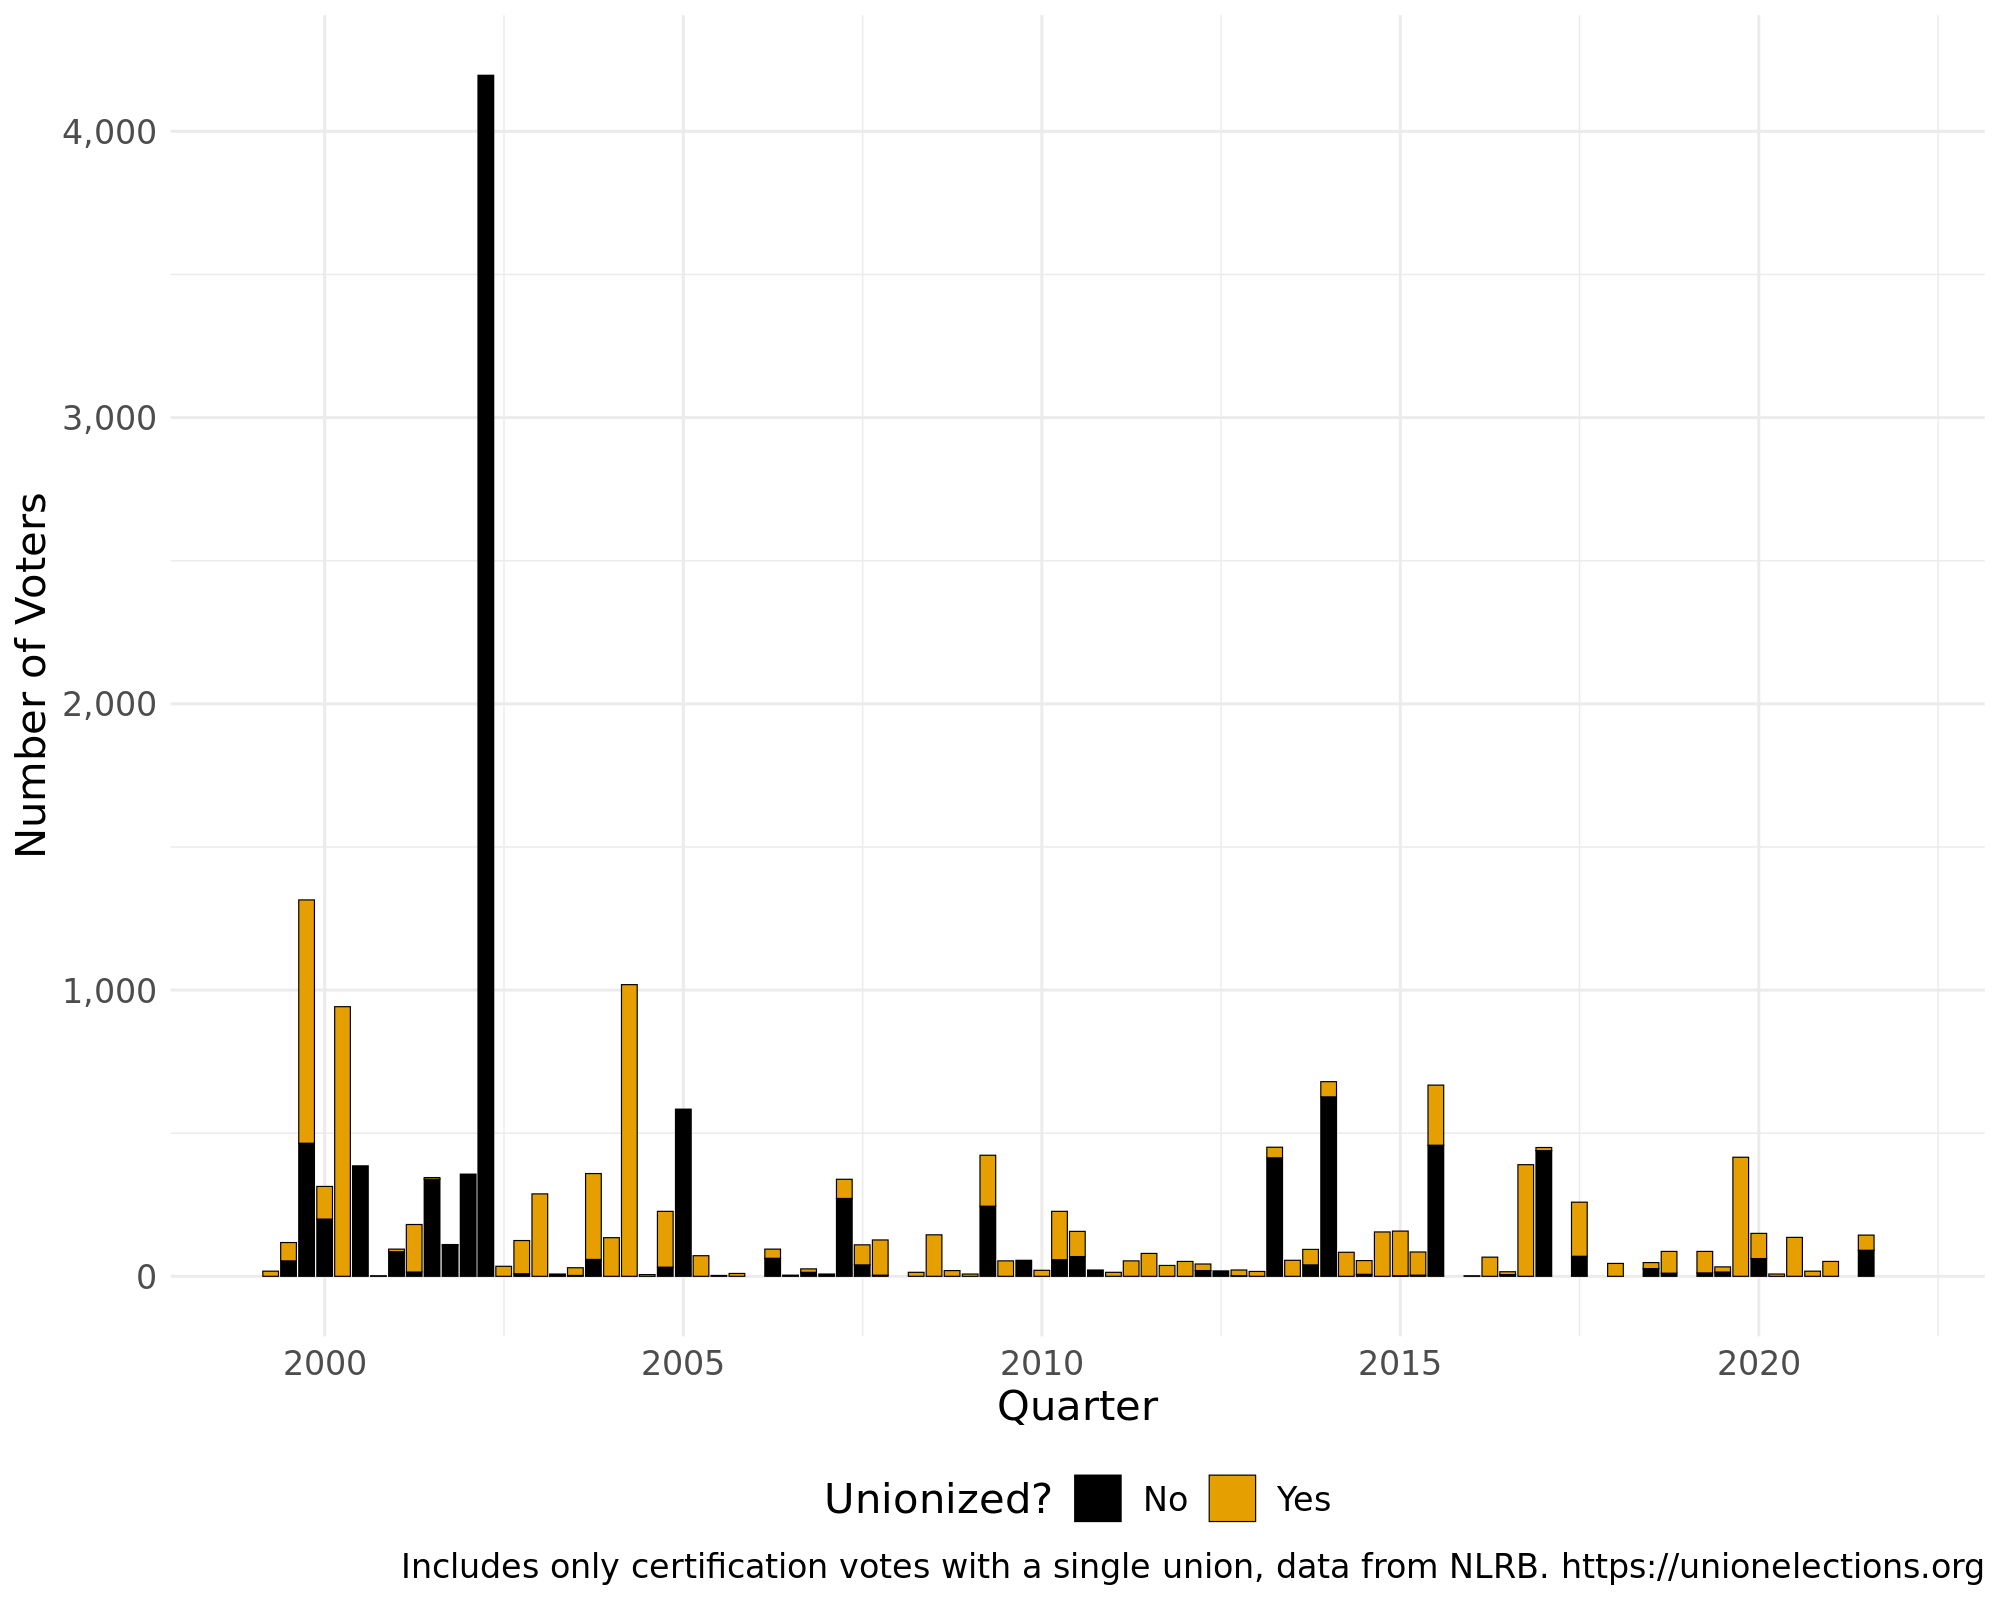 4,000
3,000
2,000
1,000
0
Number of Voters
2000 2005 2010 2015 2020
Quarter
Unionized? No Yes
Includes only certification votes with a single union, data from NLRB. https://unionelections.org